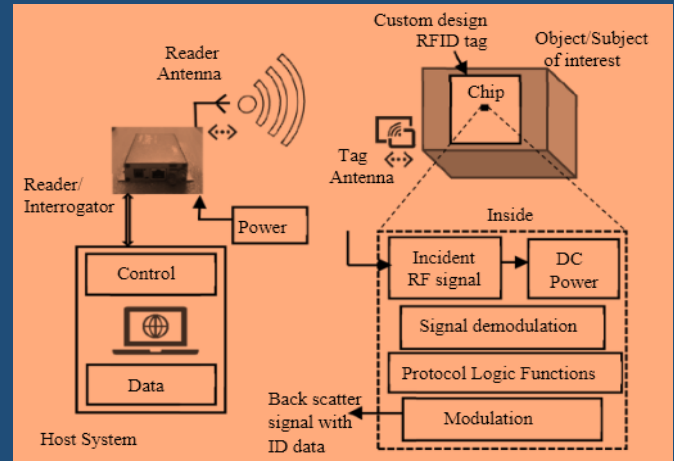 Reader
Antenna
Custom design
RFID tag
Object/Subject
of interest
Chip
Tag
Antenna
Reader/
Interrogator
Power
Inside
Control
Data
Host System
Incident
RF signal
DC
Power
Signal demodulation
Protocol Logic Functions
Modulation
Back scatter
signal with
ID data